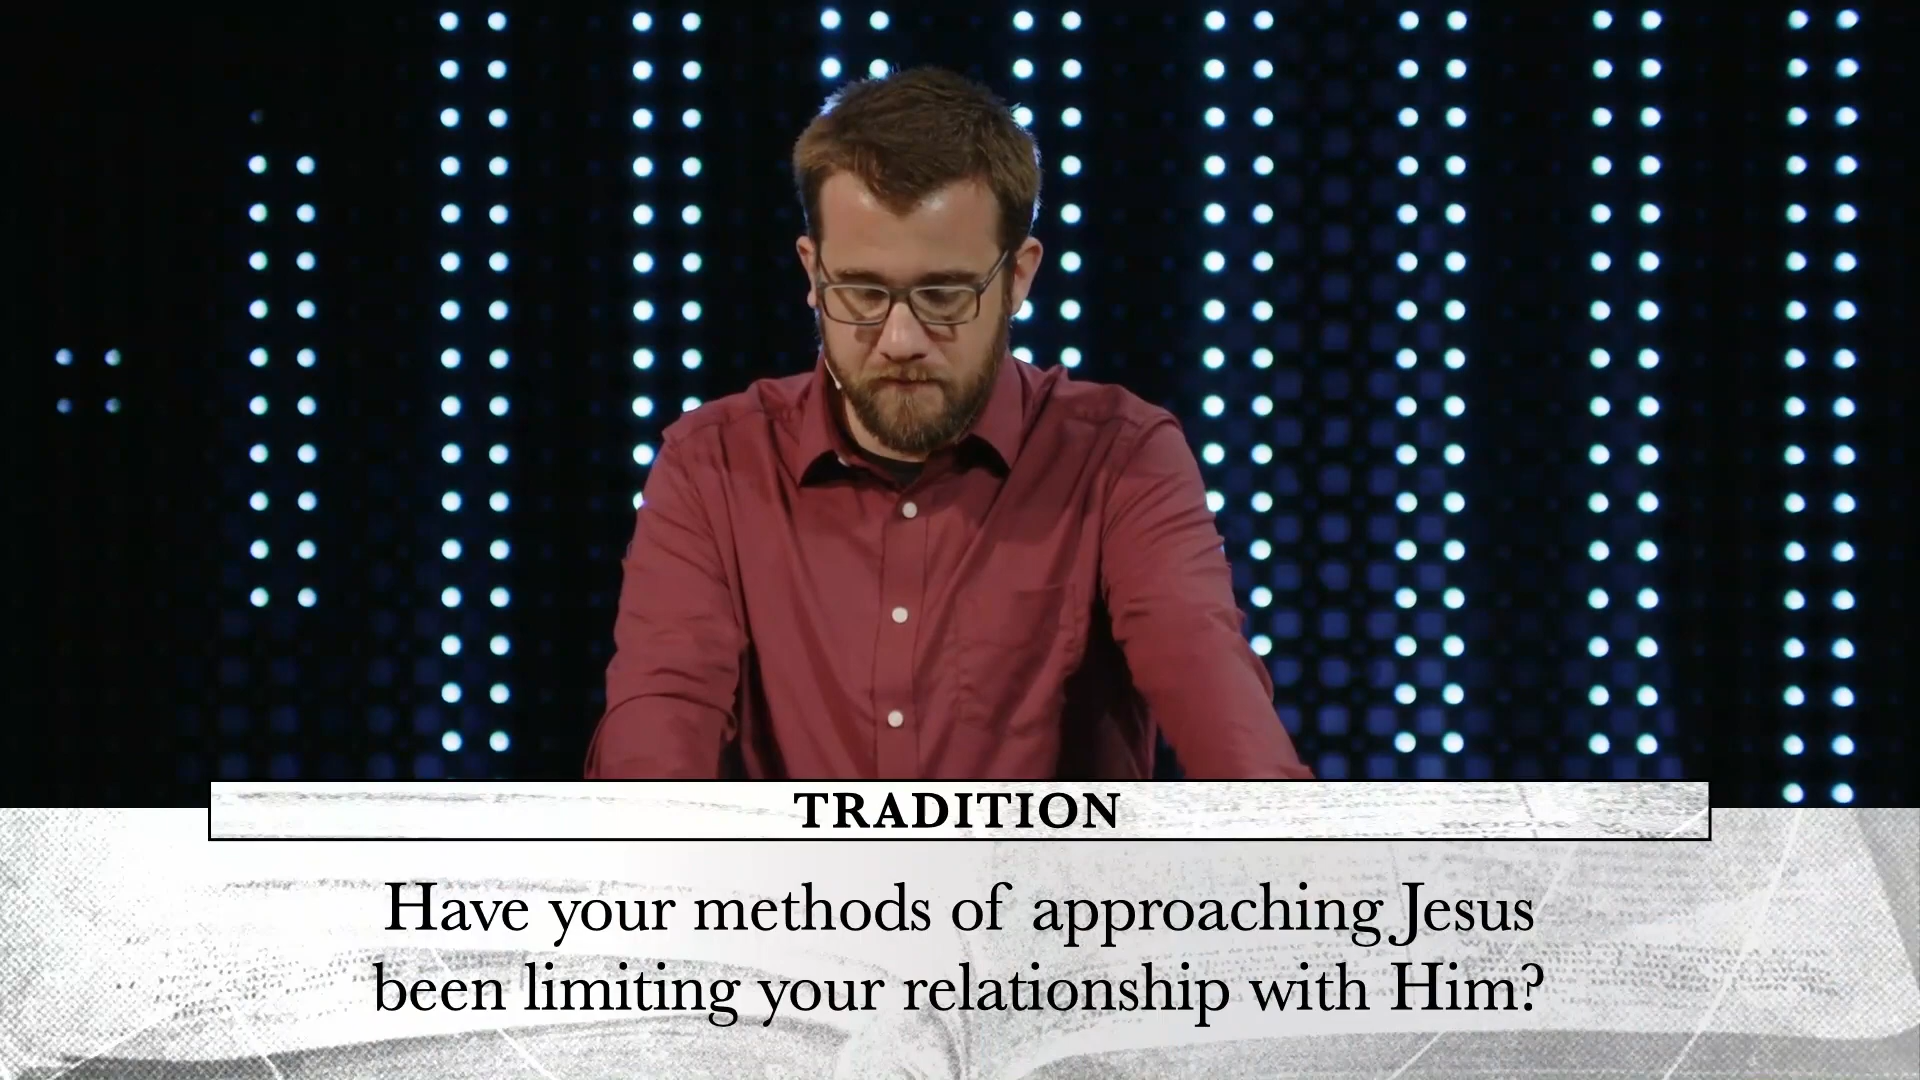 TRADITION
Have your methods of approaching Jesus
been limiting your relationship with Him?